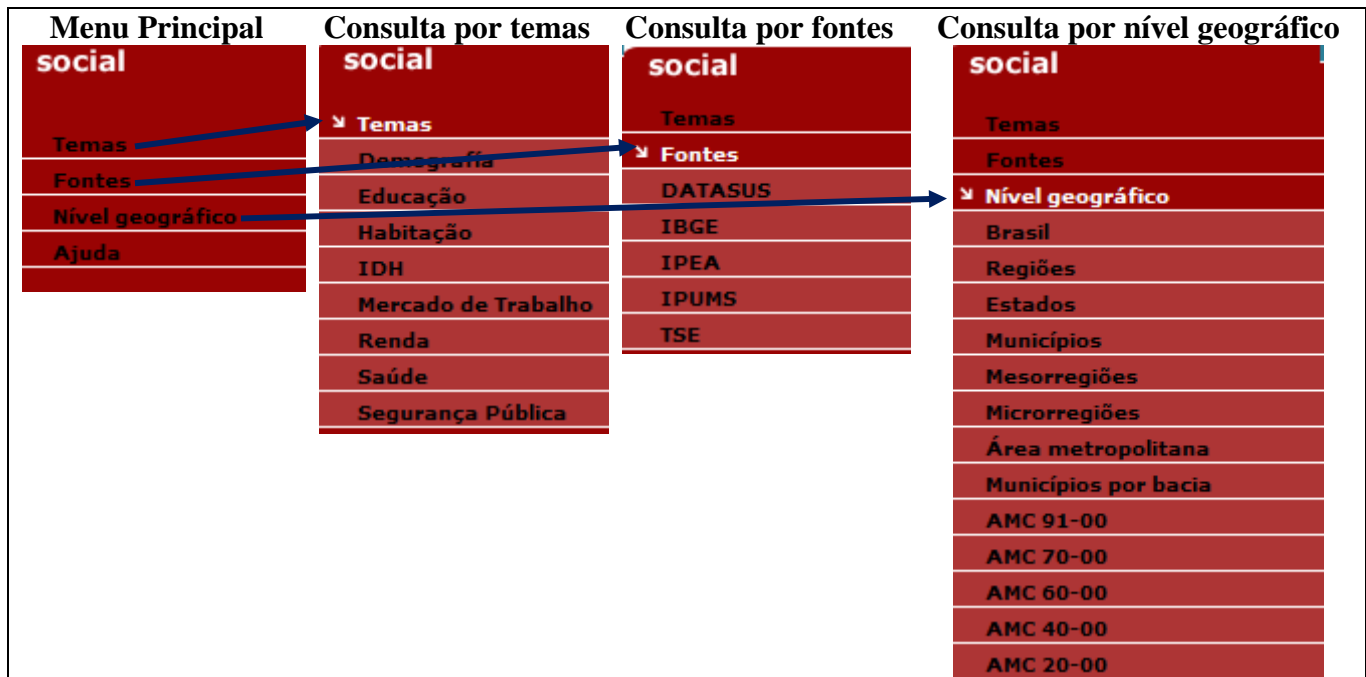 Menu Principal
social
Temas
Fontes
Nível geográfico
Ajuda
Consulta por temas
social
Temas
Demografía
Educação
Habitação
IDH
Mercado de Trabalho
Renda
Saúde
Segurança Pública
Consulta por fontes
social
Temas
Fontes
DATASUS
IBGE
IPEA
IPUMS
TSE
Consulta por nível geográfico
social
Temas
Fontes
Nível geográfico
Brasil
Regiões
Estados
Municípios
Mesorregiões
Microrregiões
Área metropolitana
Municípios por bacia
AMC 91-00
AMC 70-00
AMC 60-00
AMC 40-00
AMC 20-00